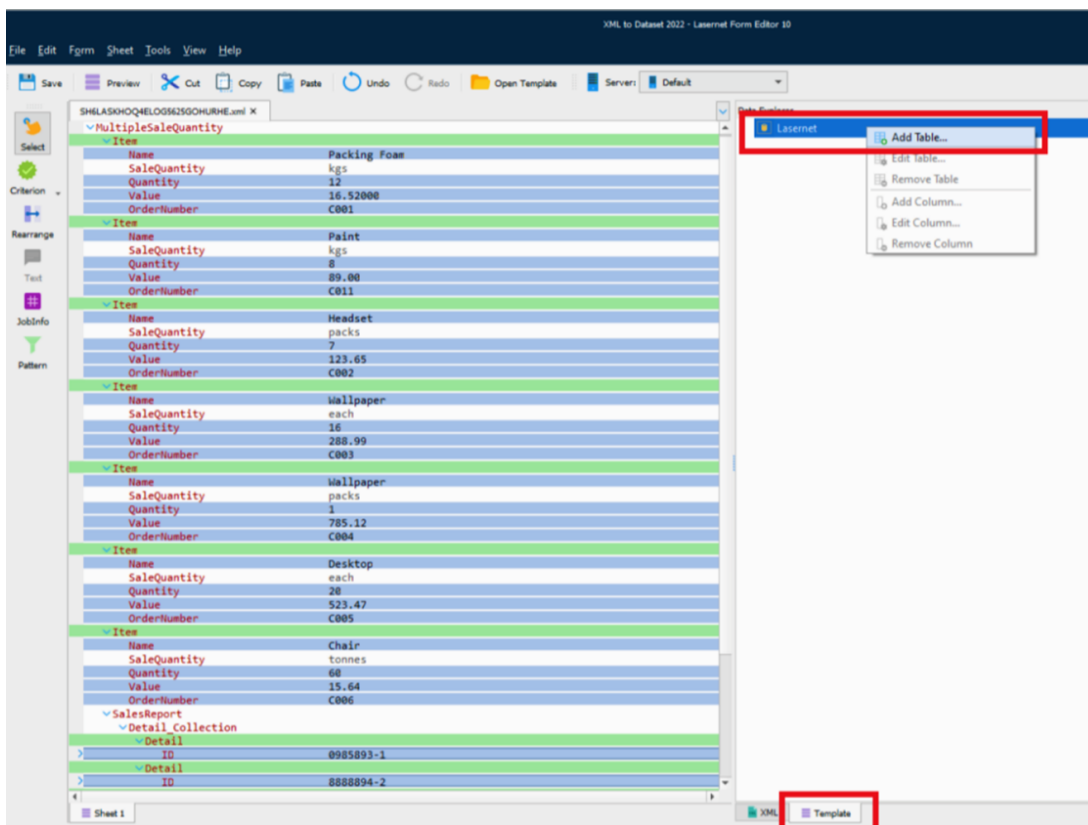 XML to Dataset 2022 - Lasernet Form Editor 10
File Edit Form Sheet Tools View Help
Save Preview Cut Copy Paste Undo Redo Open Template Server: Default
SH6LASKHOQ4ELOG562SGOHURHE.xml X
Data Explorer
Select
Criterion
Rearrange
Text
JobInfo
Pattern
MultipleSaleQuantity
Item
Name Packing Foam
SaleQuantity kgs
Quantity 12
Value 16.52000
OrderNumber C001
Item
Name Paint
SaleQuantity kgs
Quantity 8
Value 89.00
OrderNumber C011
Item
Name Headset
SaleQuantity packs
Quantity 7
Value 123.65
OrderNumber C002
Item
Name Wallpaper
SaleQuantity each
Quantity 16
Value 288.99
OrderNumber C003
Item
Name Wallpaper
SaleQuantity packs
Quantity 1
Value 785.12
OrderNumber C004
Item
Name Desktop
SaleQuantity each
Quantity 20
Value 523.47
OrderNumber C005
Item
Name Chair
SaleQuantity tonnes
Quantity 60
Value 15.64
OrderNumber C006
SalesReport
Detail_Collection
Detail
ID 0985893-1
Detail
ID 8888894-2
Sheet 1
Lasernet
Add Table...
Edit Table...
Remove Table
Add Column...
Edit Column...
Remove Column
XML Template